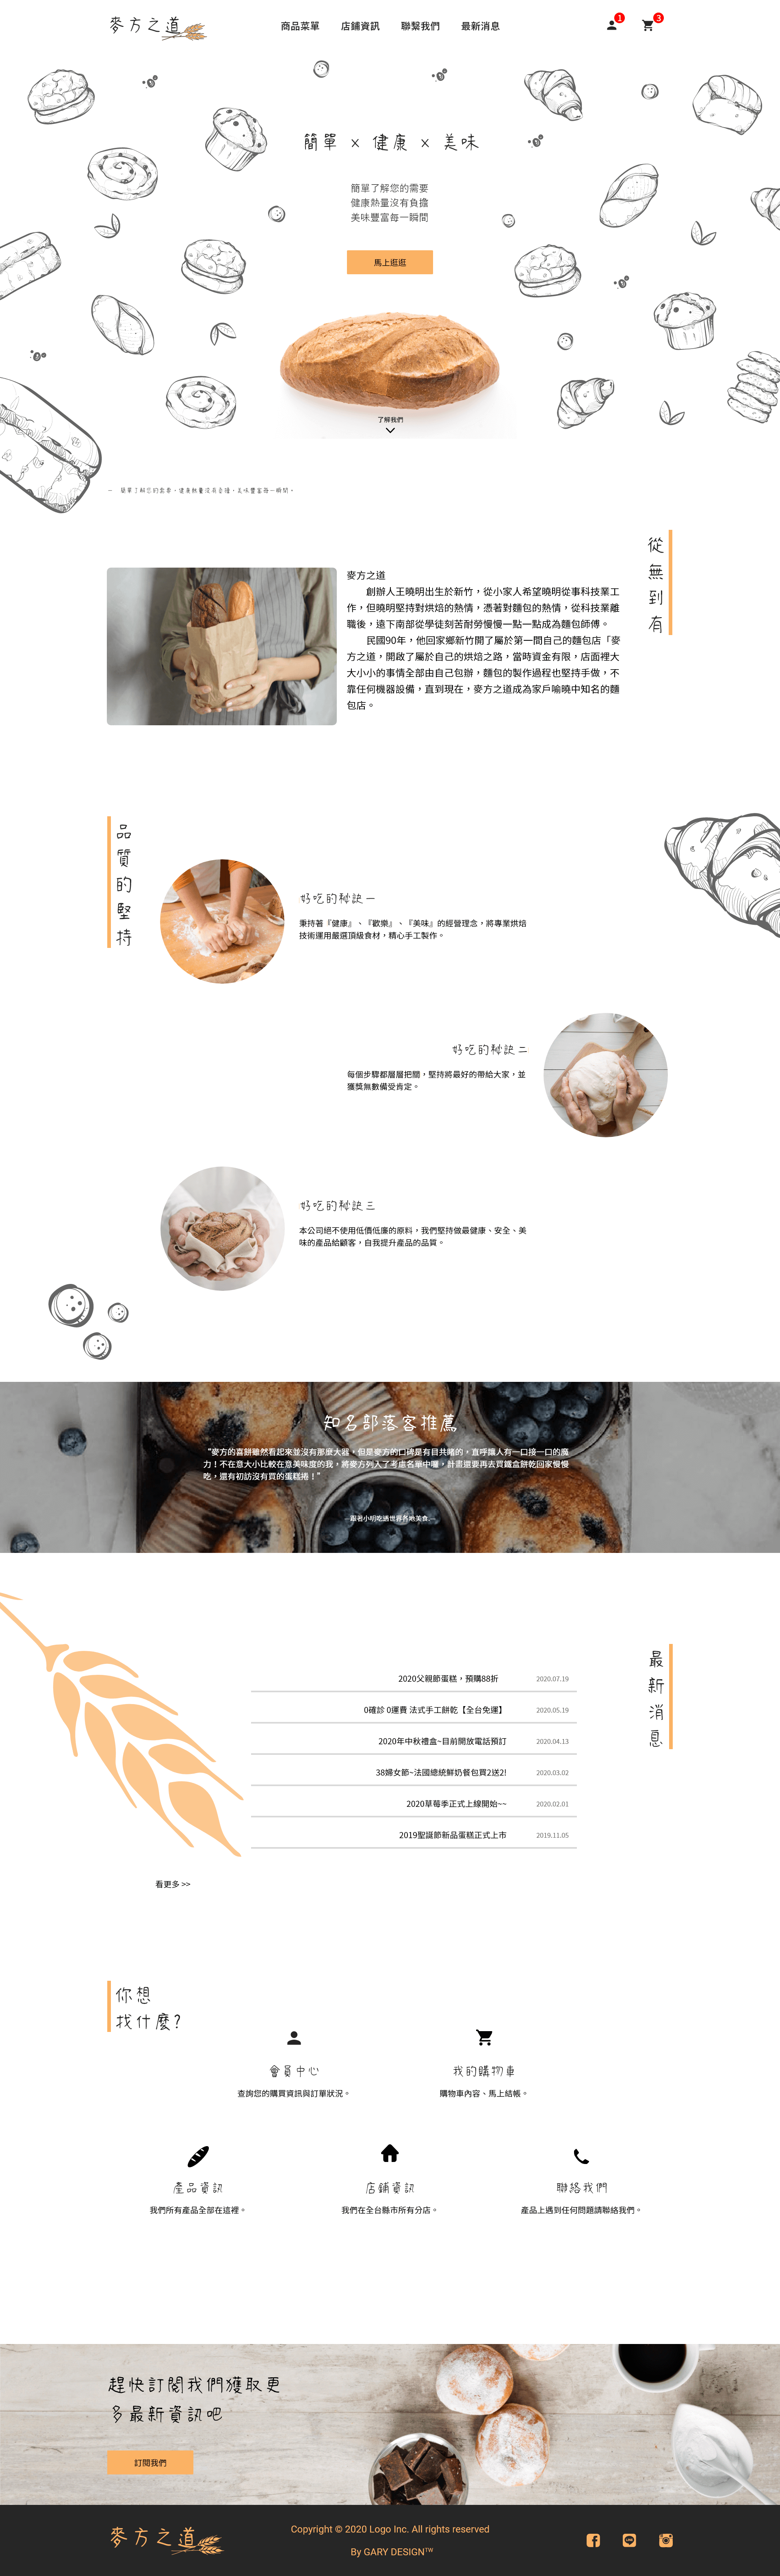 麥方之道
商品菜單 店鋪資訊 聯繫我們 最新消息
1
3
簡單 x 健康 x 美味
簡單了解您的需要
健康熱量沒有負擔
美味豐富每一瞬間
馬上逛逛
了解我們
— 簡單了解您的需要、健康熱量沒有負擔、美味豐富每一瞬間。
從無到有
麥方之道
創辦人王曉明出生於新竹，從小家人希望曉明從事科技業工
作，但曉明堅持對烘焙的熱情，憑著對麵包的熱情，從科技業離
職後，遠下南部從學徒刻苦耐勞慢慢一點一點成為麵包師傅。
民國90年，他回家鄉新竹開了屬於第一間自己的麵包店「麥
方之道，開啟了屬於自己的烘焙之路，當時資金有限，店面裡大
大小小的事情全部由自己包辦，麵包的製作過程也堅持手做，不
靠任何機器設備，直到現在，麥方之道成為家戶喻曉中知名的麵
包店。
品質的堅持
好吃的秘訣一
秉持著『健康』、『歡樂』、『美味』的經營理念，將專業烘焙
技術運用嚴選頂級食材，精心手工製作。
好吃的秘訣二
每個步驟都層層把關，堅持將最好的帶給大家，並
獲獎無數備受肯定。
好吃的秘訣三
本公司絕不使用低價低廉的原料，我們堅持做最健康、安全、美
味的產品給顧客，自我提升產品的品質。
知名部落客推薦
"麥方的喜餅雖然看起來並沒有那麼大器，但是麥方的口碑是有目共睹的，直呼讓人有一口接一口的魔
力！不在意大小比較在意美味度的我，將麥方列入了考慮名單中囉，計畫還要再去買鐵盒餅乾回家慢慢
吃，還有初訪沒有買的蛋糕捲！"
—跟著小明吃遍世界各地美食.—
最新消息
2020父親節蛋糕，預購88折 2020.07.19
0確診 0運費 法式手工餅乾【全台免運】 2020.05.19
2020年中秋禮盒~目前開放電話預訂 2020.04.13
38婦女節~法國總統鮮奶餐包買2送2! 2020.03.02
2020草莓季正式上線開始~~ 2020.02.01
2019聖誕節新品蛋糕正式上市 2019.11.05
看更多 >>
你想
找什麼?
會員中心
查詢您的購買資訊與訂單狀況。
我的購物車
購物車內容、馬上結帳。
產品資訊
我們所有產品全部在這裡。
店鋪資訊
我們在全台縣市所有分店。
聯絡我們
產品上遇到任何問題請聯絡我們。
趕快訂閱我們獲取更
多最新資訊吧
訂閱我們
麥方之道
Copyright © 2020 Logo Inc. All rights reserved
By GARY DESIGN™